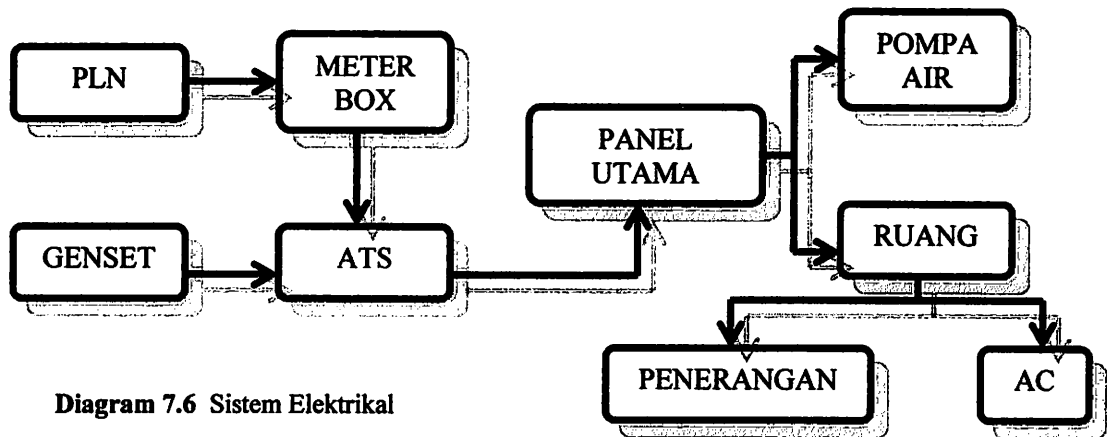 PLN
METER
BOX
POMPA
AIR
PANEL
UTAMA
GENSET
ATS
RUANG
PENERANGAN
AC
Diagram 7.6 Sistem Elektrikal